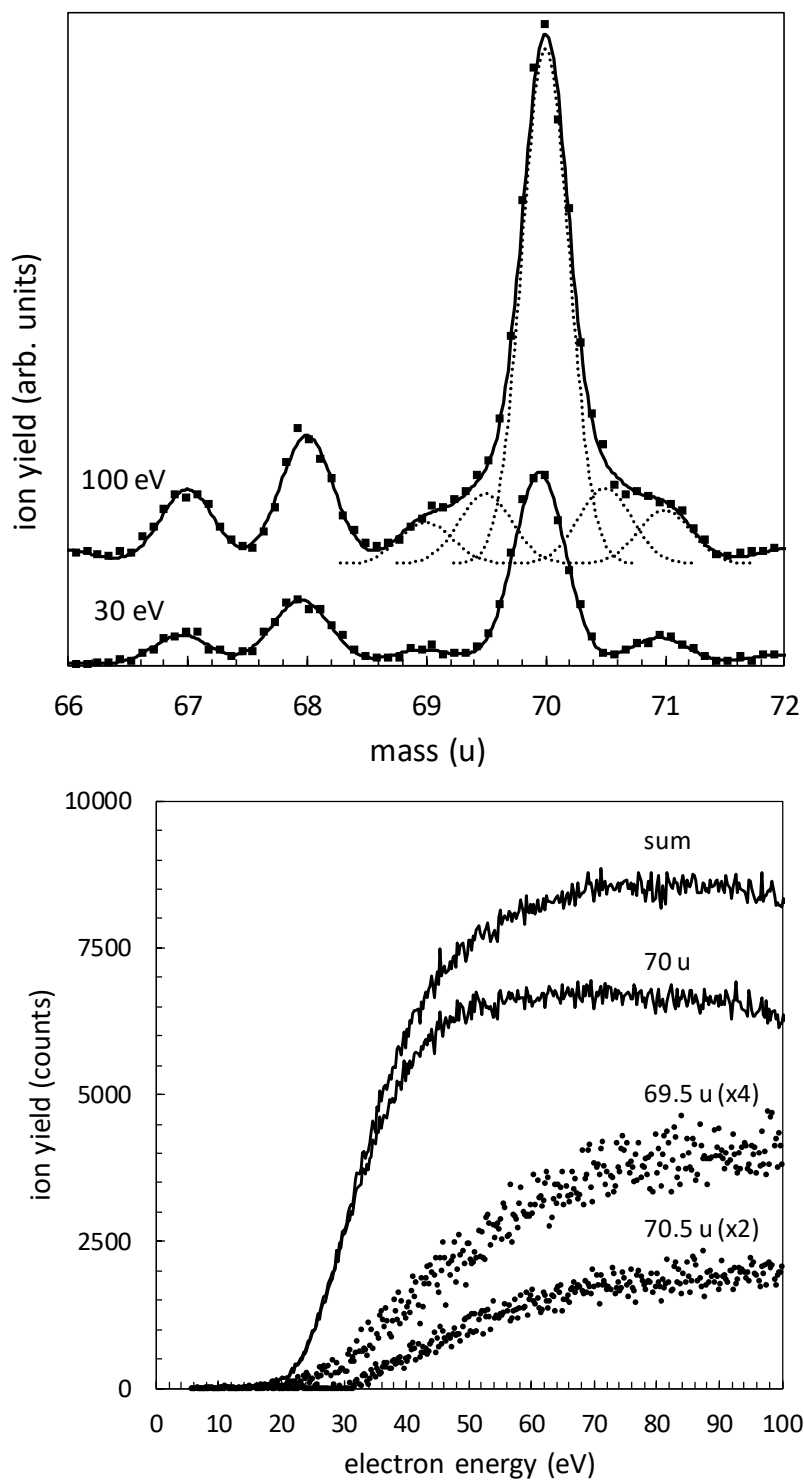 ion yield (arb. units)
100 eV
30 eV
66 67 68 69 70 71 72
mass (u)
10000
7500
5000
2500
0
ion yield (counts)
sum
70 u
69.5 u (x4)
70.5 u (x2)
0 10 20 30 40 50 60 70 80 90 100
electron energy (eV)